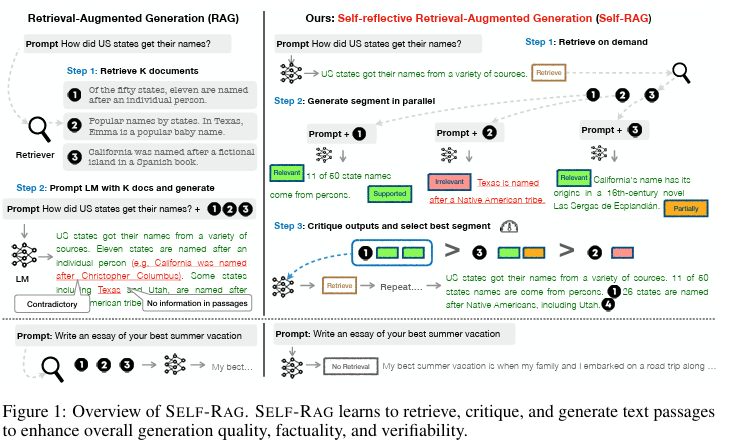 Retrieval-Augmented Generation (RAG)
Prompt How did US states get their names?
Step 1: Retrieve K documents
1 Of the fifty states, eleven are named
after an individual person.
2 Popular names by states. In Texas,
Emma is a popular baby name.
3 California was named after a fictional
island in a Spanish book.
Retriever
Step 2: Prompt LM with K docs and generate
Prompt How did US states get their names? + 1 2 3
US states got their names from a variety of
sources. Eleven states are named after an
individual person (e.g. California was named
after Christopher Columbus). Some states
including Texas and Utah, are named after
LM
Contradictory
No information in passages
Prompt: Write an essay of your best summer vacation
1 2 3
My best...
Ours: Self-reflective Retrieval-Augmented Generation (Self-RAG)
Prompt How did US states get their names?
Step 1: Retrieve on demand
US states got their names from a variety of sources.
Retrieve
Step 2: Generate segment in parallel
1 2 3
Prompt + 1
Prompt + 2
Prompt + 3
Relevant
11 of 50 state names
come from persons.
Supported
Irrelevant
Texas is named
after a Native American tribe.
Relevant
California's name has its
origins in a 16th-century novel
Las Sergas de Esplandián.
Partially
Step 3: Critique outputs and select best segment
1 > 3 > 2
Retrieve
Repeat....
US states got their names from a variety of sources. 11 of 50
states names are come from persons. 1 26 states are named
after Native Americans, including Utah. 4
Prompt: Write an essay of your best summer vacation
No Retrieval
My best summer vacation is when my family and I embarked on a road trip along ...
Figure 1: Overview of SELF-RAG. SELF-RAG learns to retrieve, critique, and generate text passages
to enhance overall generation quality, factuality, and verifiability.